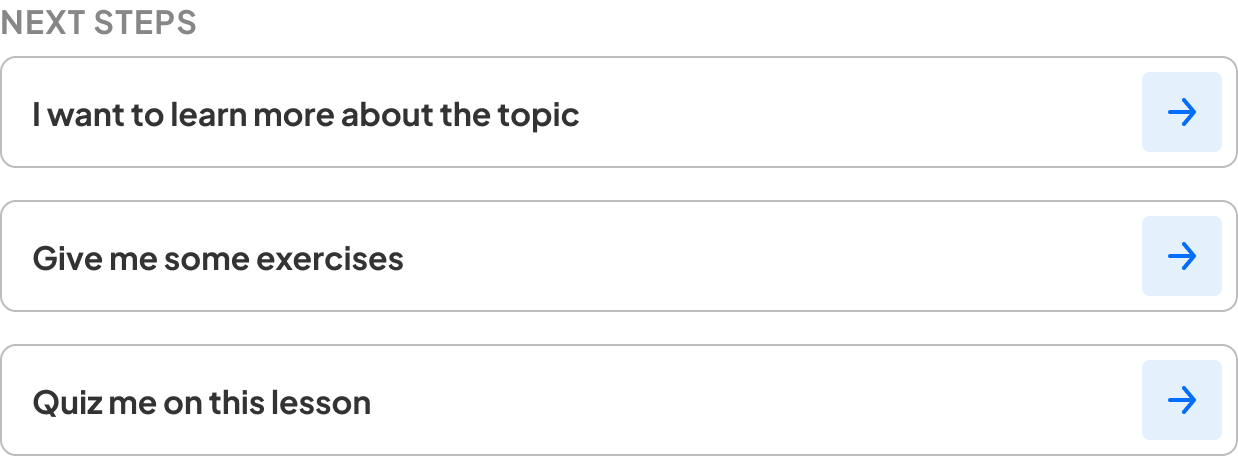 NEXT STEPS
I want to learn more about the topic
Give me some exercises
Quiz me on this lesson